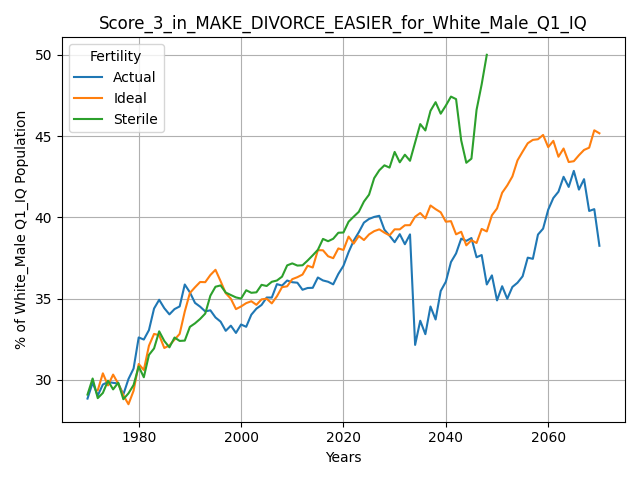 Score_3_in_MAKE_DIVORCE_EASIER_for_White_Male_Q1_IQ
Fertility
Actual
Ideal
Sterile
% of White_Male Q1_IQ Population
50
45
40
35
30
1980
2000
2020
2040
2060
Years